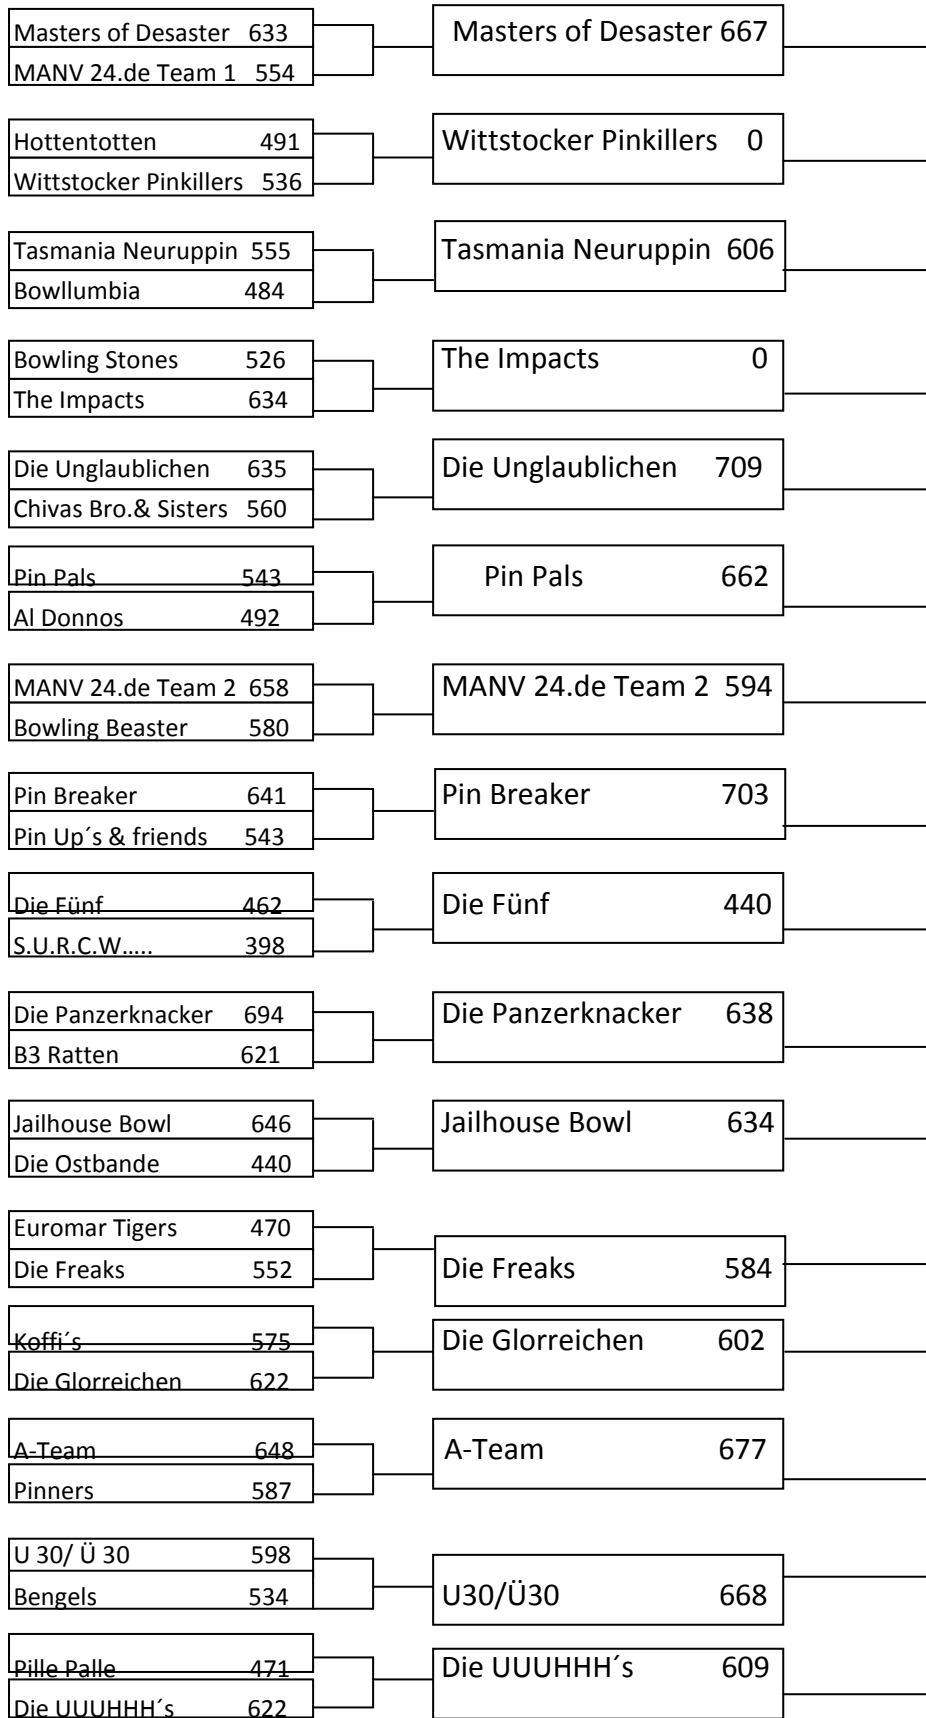 Masters of Desaster 633
MANV 24.de Team 1 554
Masters of Desaster 667
Hottentotten 491
Wittstocker Pinkillers 536
Wittstocker Pinkillers 0
Tasmania Neuruppin 555
Bowllumbia 484
Tasmania Neuruppin 606
Bowling Stones 526
The Impacts 634
The Impacts 0
Die Unglaublichen 635
Chivas Bro.& Sisters 560
Die Unglaublichen 709
Pin Pals 543
Al Donnos 492
Pin Pals 662
MANV 24.de Team 2 658
Bowling Beaster 580
MANV 24.de Team 2 594
Pin Breaker 641
Pin Up´s & friends 543
Pin Breaker 703
Die Fünf 462
S.U.R.C.W..... 398
Die Fünf 440
Die Panzerknacker 694
B3 Ratten 621
Die Panzerknacker 638
Jailhouse Bowl 646
Die Ostbande 440
Jailhouse Bowl 634
Euromar Tigers 470
Die Freaks 552
Die Freaks 584
Koffi´s 575
Die Glorreichen 622
Die Glorreichen 602
A-Team 648
Pinners 587
A-Team 677
U 30/ Ü 30 598
Bengels 534
U30/Ü30 668
Pille Palle 471
Die UUUHHH´s 622
Die UUUHHH´s 609